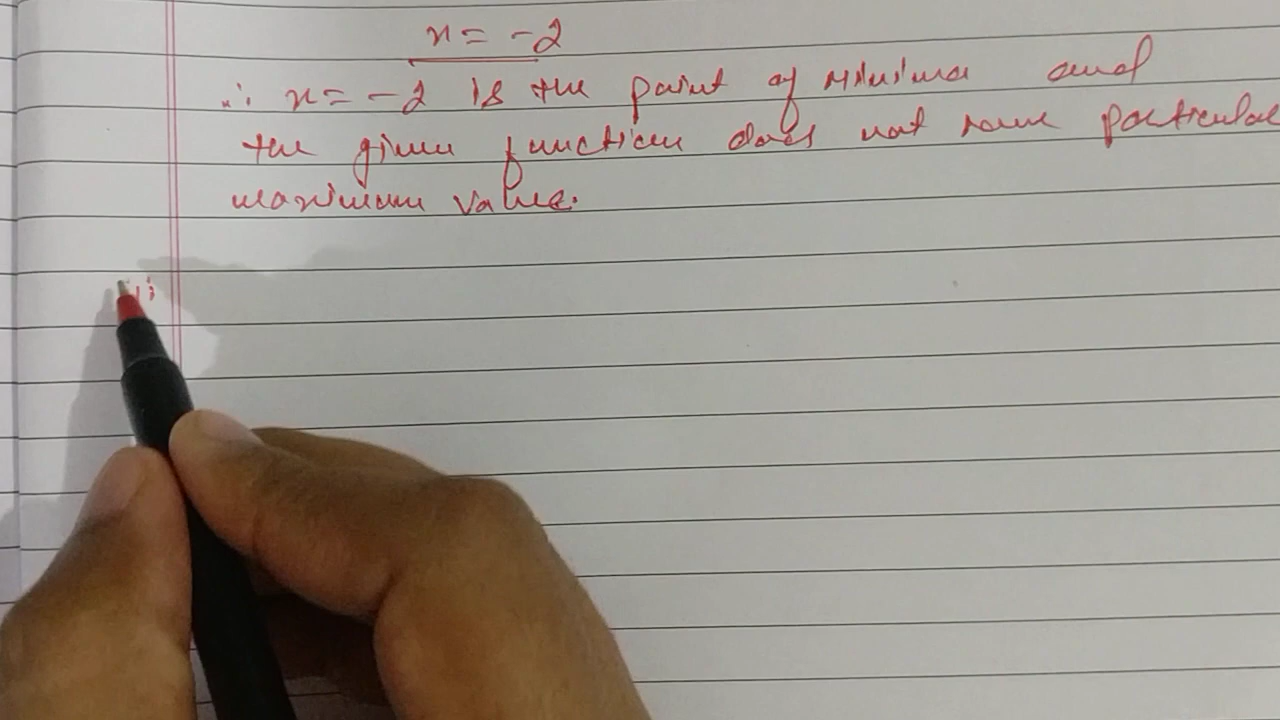 x = -2
∴ x = -2 is the point of minima and
the given function does not have particular
maximum value.